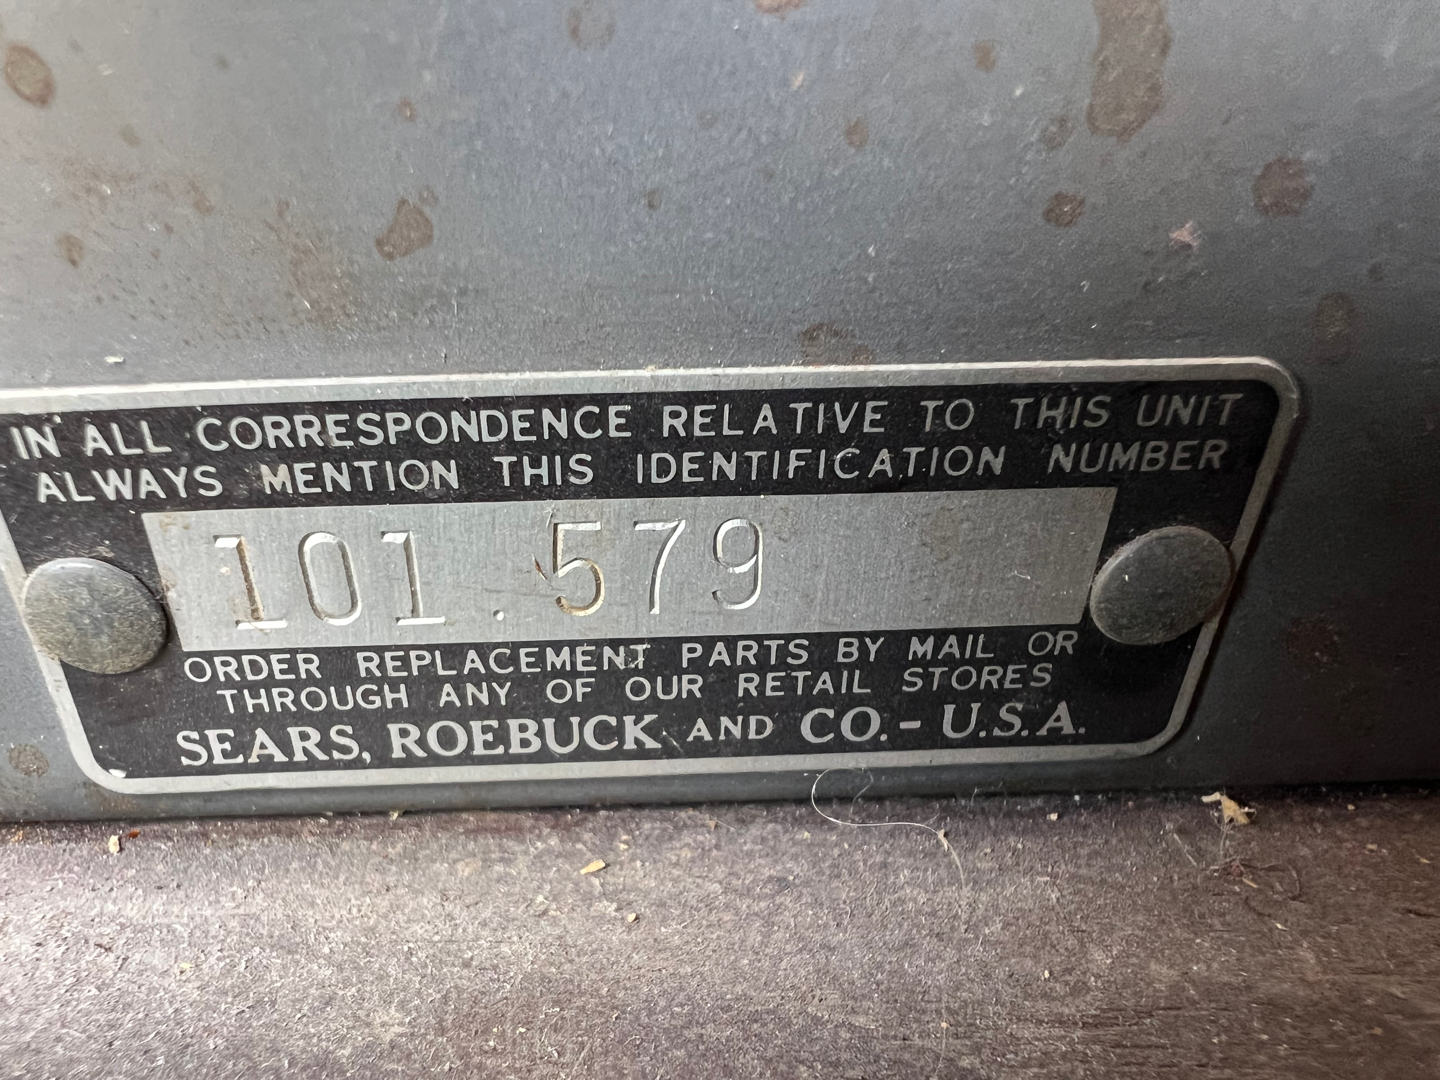 IN ALL CORRESPONDENCE RELATIVE TO THIS UNIT
ALWAYS MENTION THIS IDENTIFICATION NUMBER
101.579
ORDER REPLACEMENT PARTS BY MAIL OR
THROUGH ANY OF OUR RETAIL STORES
SEARS, ROEBUCK AND CO.- U.S.A.